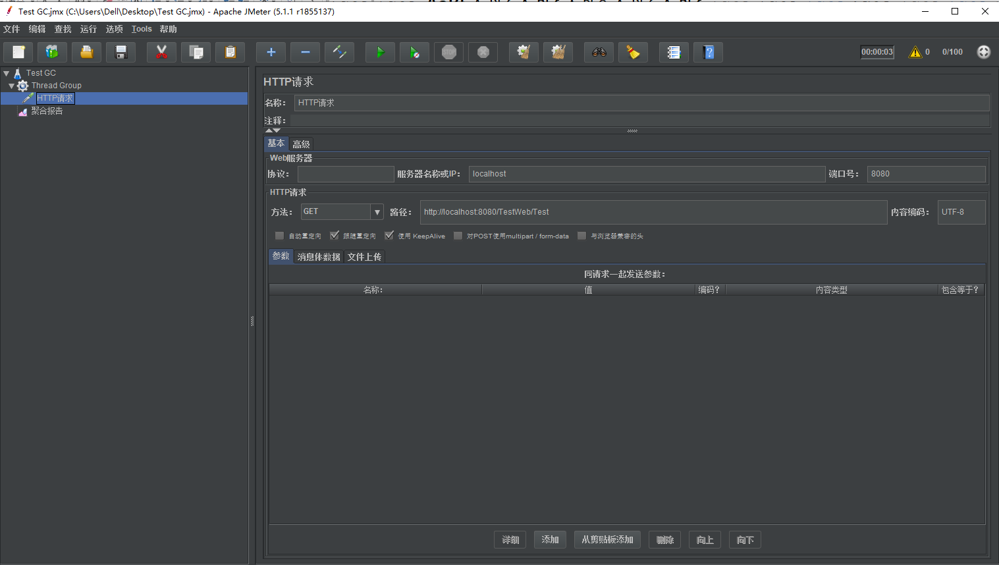 Test GC.jmx (C:\Users\Dell\Desktop\Test GC.jmx) - Apache JMeter (5.1.1 r1855137)
文件 编辑 查找 运行 选项 Tools 帮助
STOP 00:00:03 0 0/100
Test GC
Thread Group
HTTP请求
聚合报告
HTTP请求
名称： HTTP请求
注释：
基本 高级
Web服务器
协议： 服务器名称或IP： localhost 端口号： 8080
HTTP请求
方法： GET 路径： http://localhost:8080/TestWeb/Test 内容编码： UTF-8
自动重定向 跟随重定向 使用 KeepAlive 对POST使用multipart / form-data 与浏览器兼容的头
参数 消息体数据 文件上传
同请求一起发送参数：
名称： 值 编码？ 内容类型 包含等于？
详细 添加 从剪贴板添加 删除 向上 向下